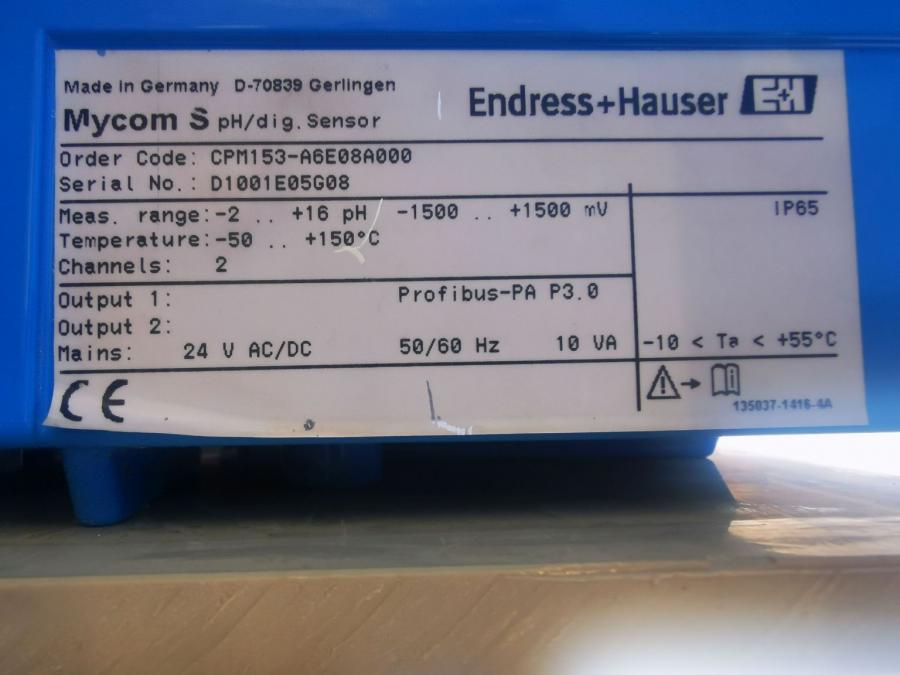 Made in Germany D-70839 Gerlingen
Endress+Hauser E+H
Mycom S pH/dig. Sensor
Order Code: CPM153-A6E08A000
Serial No.: D1001E05G08
Meas. range: -2 .. +16 pH -1500 .. +1500 mV
IP65
Temperature: -50 .. +150°C
Channels: 2
Output 1: Profibus-PA P3.0
Output 2:
Mains: 24 V AC/DC 50/60 Hz 10 VA
-10 < Ta < +55°C
CE
135037-1416-4A